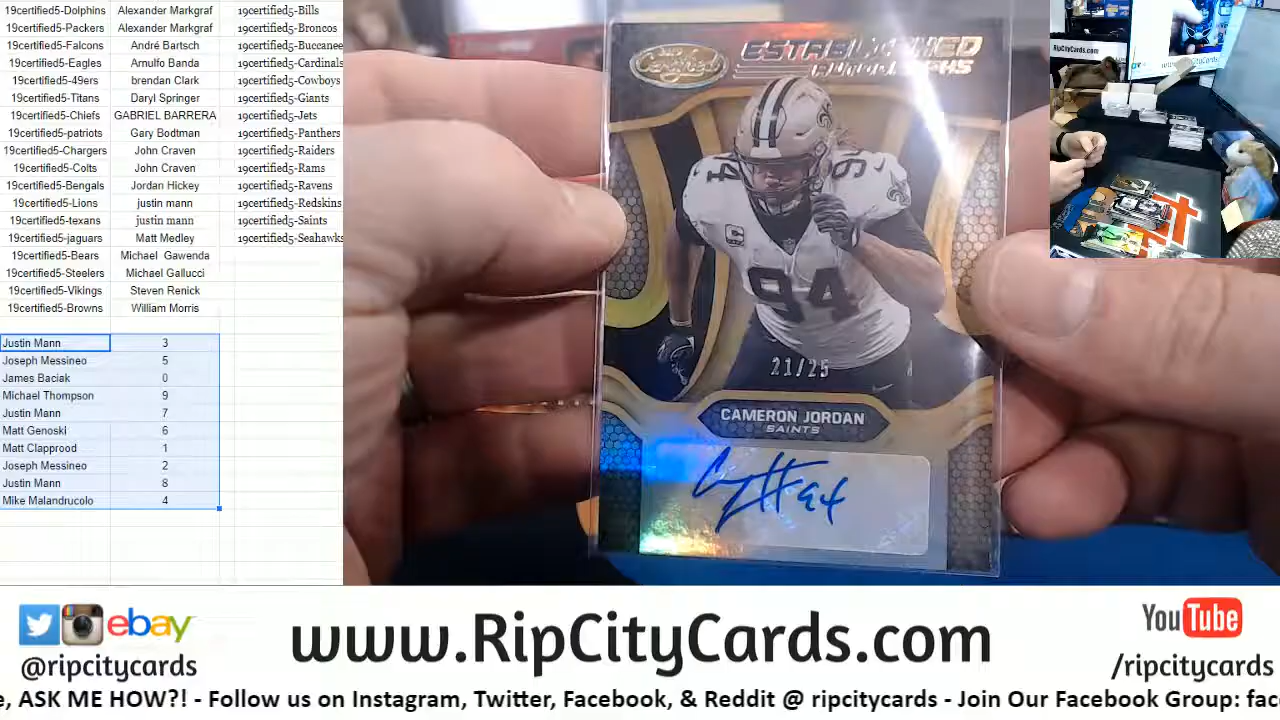 19certified5-Dolphins Alexander Markgraf 19certified5-Bills
19certified5-Packers Alexander Markgraf 19certified5-Broncos
19certified5-Falcons André Bartsch 19certified5-Buccanee
19certified5-Eagles Arnulfo Banda 19certified5-Cardinals
19certified5-49ers brendan Clark 19certified5-Cowboys
19certified5-Titans Daryl Springer 19certified5-Giants
19certified5-Chiefs GABRIEL BARRERA 19certified5-Jets
19certified5-patriots Gary Bodtman 19certified5-Panthers
19certified5-Chargers John Craven 19certified5-Raiders
19certified5-Colts John Craven 19certified5-Rams
19certified5-Bengals Jordan Hickey 19certified5-Ravens
19certified5-Lions justin mann 19certified5-Redskins
19certified5-texans justin mann 19certified5-Saints
19certified5-jaguars Matt Medley 19certified5-Seahawks
19certified5-Bears Michael Gawenda
19certified5-Steelers Michael Gallucci
19certified5-Vikings Steven Renick
19certified5-Browns William Morris
Justin Mann 3
Joseph Messineo 5
James Baciak 0
Michael Thompson 9
Justin Mann 7
Matt Genoski 6
Matt Clapprood 1
Joseph Messineo 2
Justin Mann 8
Mike Malandrucolo 4
Certified
ESTABLISHED
AUTOGRAPHS
94
94
C
94
21/25
CAMERON JORDAN
SAINTS
94
RipCityCards.com
ebay
@ripcitycards
www.RipCityCards.com
YouTube
/ripcitycards
e, ASK ME HOW?! - Follow us on Instagram, Twitter, Facebook, & Reddit @ ripcitycards - Join Our Facebook Group: fac